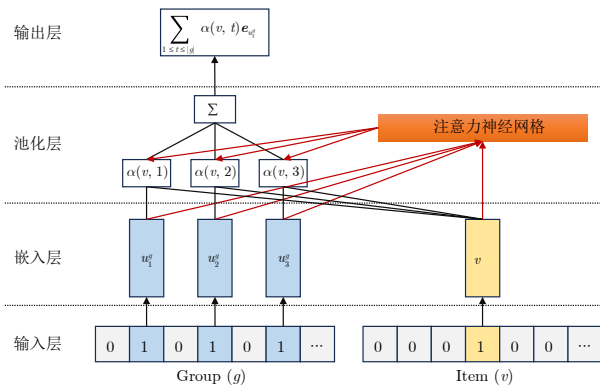 输出层
∑ α(v, t)e_{u_t^g}
1 ≤ t ≤ |g|
Σ
池化层
注意力神经网格
α(v, 1) α(v, 2) α(v, 3)
嵌入层
u_1^g u_2^g u_3^g v
输入层
0 1 0 1 0 1 ··· 0 0 0 1 0 0 ···
Group (g) Item (v)